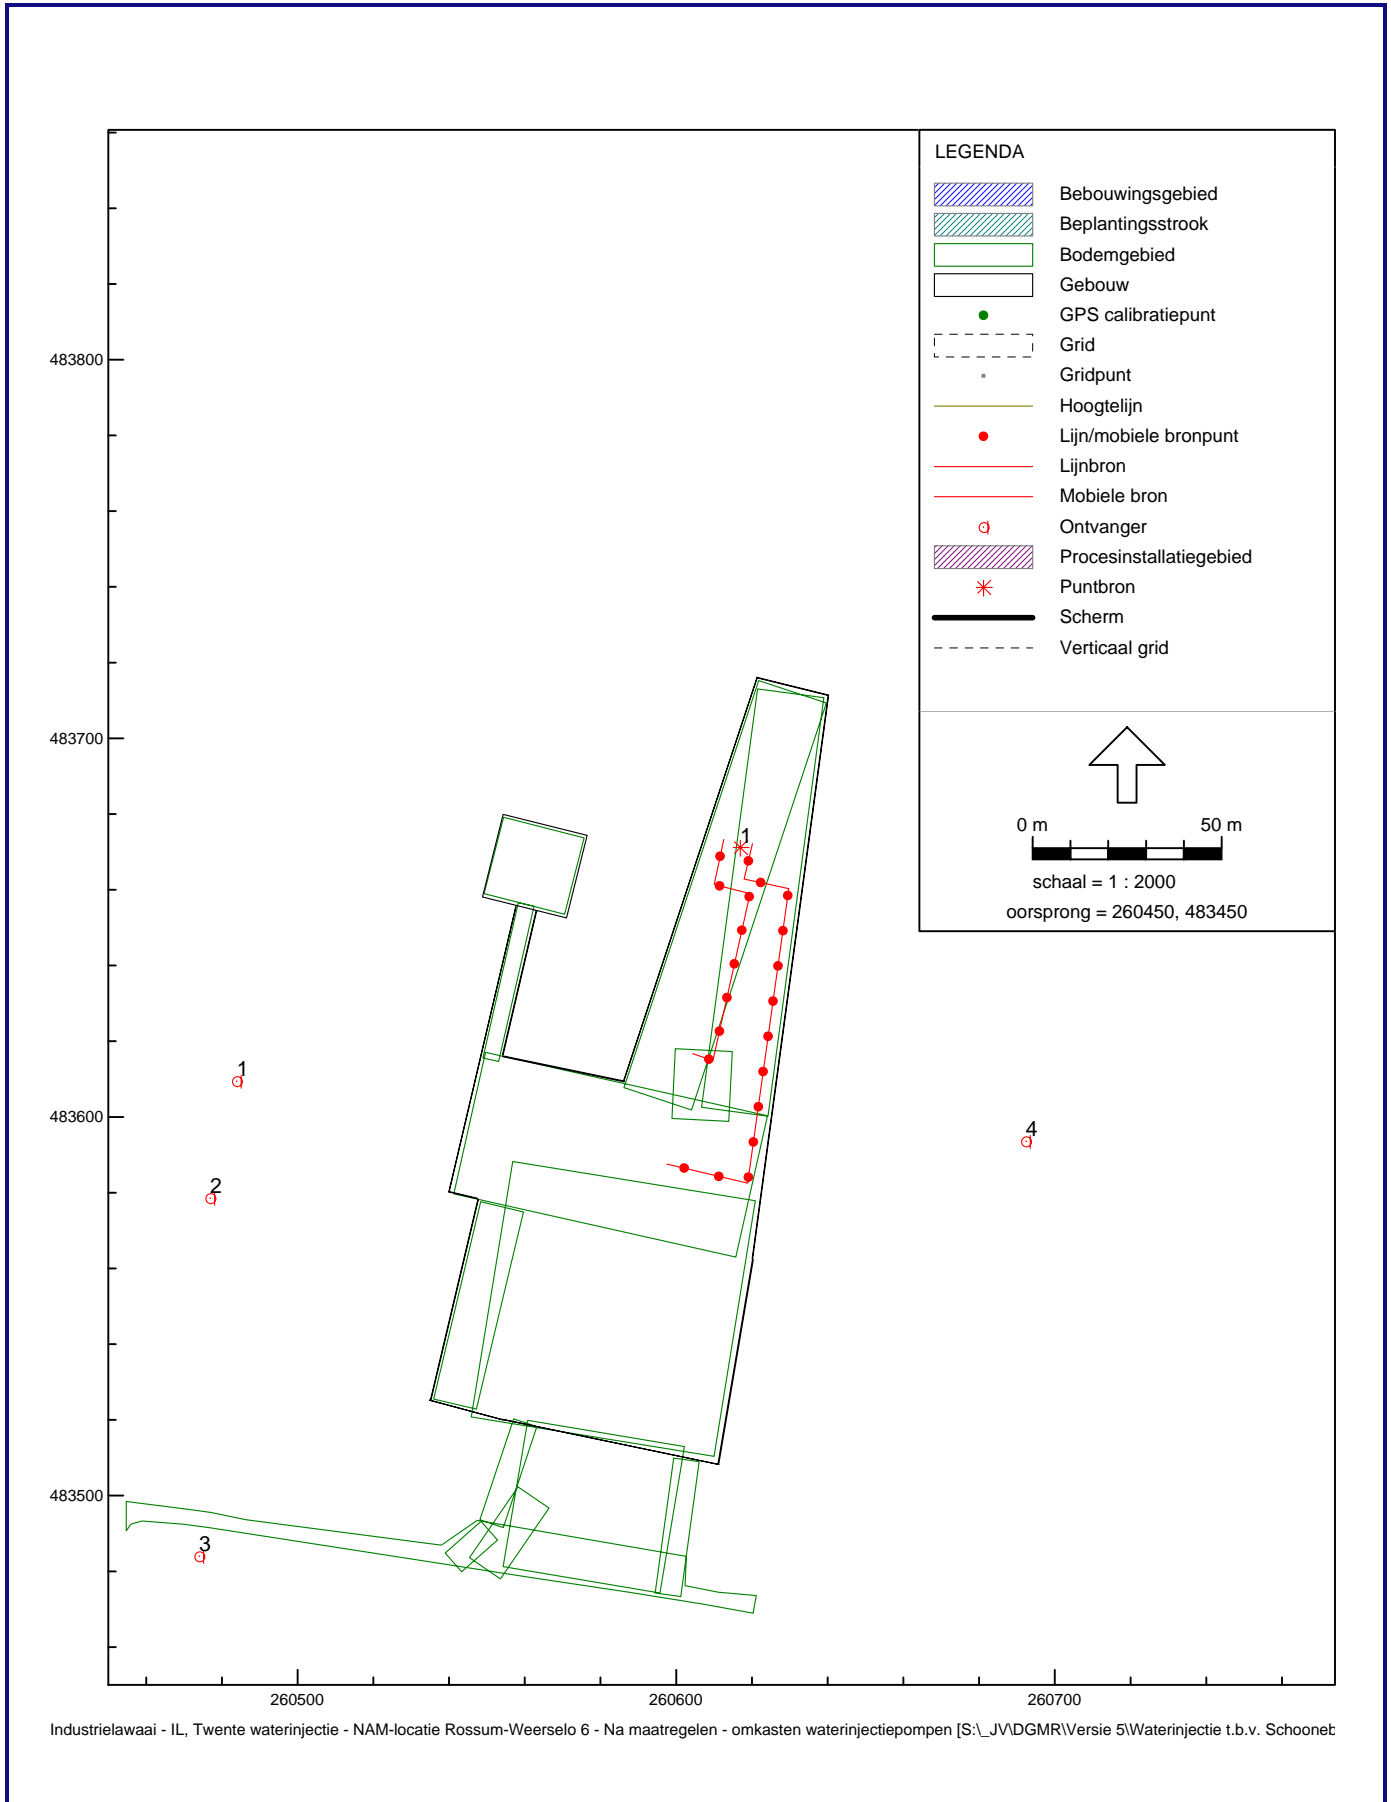 LEGENDA
Bebouwingsgebied
Beplantingsstrook
Bodemgebied
Gebouw
GPS calibratiepunt
Grid
Gridpunt
Hoogtelijn
Lijn/mobiele bronpunt
Lijnbron
Mobiele bron
Ontvanger
Procesinstallatiegebied
Puntbron
Scherm
Verticaal grid
0 m 50 m
schaal = 1 : 2000
oorsprong = 260450, 483450
483800
483700
1
1
483600
4
2
483500
3
260500 260600 260700
Industrielawaai - IL, Twente waterinjectie - NAM-locatie Rossum-Weerselo 6 - Na maatregelen - omkasten waterinjectiepompen [S:\_JV\DGMR\Versie 5\Waterinjectie t.b.v. Schooneb